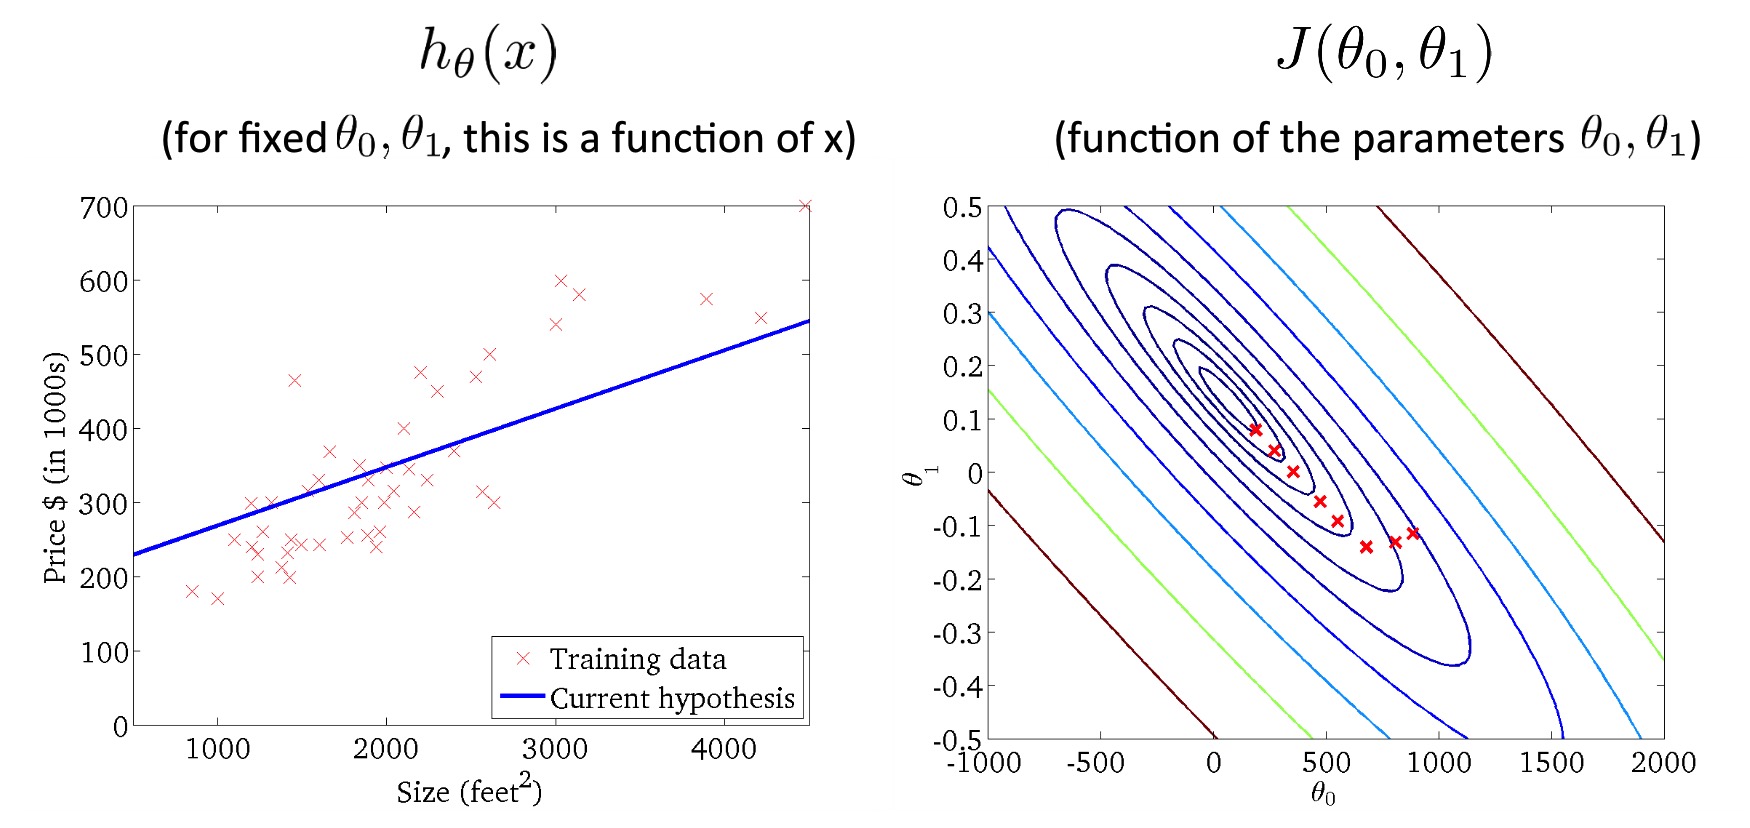 hθ(x)
(for fixed θ0, θ1, this is a function of x)
700
600
500
400
300
200
100
0
Price $ (in 1000s)
1000 2000 3000 4000
Size (feet2)
Training data
Current hypothesis
J(θ0, θ1)
(function of the parameters θ0, θ1)
0.5
0.4
0.3
0.2
0.1
0
-0.1
-0.2
-0.3
-0.4
-0.5
θ1
-1000 -500 0 500 1000 1500 2000
θ0